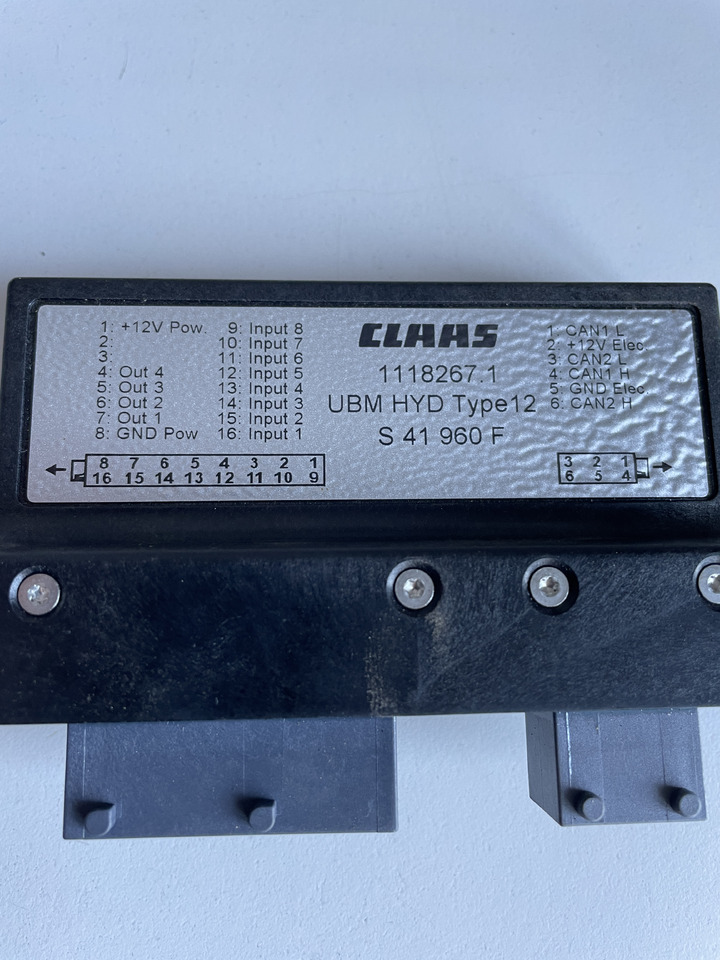 1: +12V Pow.
2:
3:
4: Out 4
5: Out 3
6: Out 2
7: Out 1
8: GND Pow
9: Input 8
10: Input 7
11: Input 6
12: Input 5
13: Input 4
14: Input 3
15: Input 2
16: Input 1
CLAAS
1118267.1
UBM HYD Type12
S 41 960 F
1: CAN1 L
2: +12V Elec.
3: CAN2 L
4: CAN1 H
5: GND Elec.
6: CAN2 H
8 7 6 5 4 3 2 1
16 15 14 13 12 11 10 9
3 2 1
6 5 4